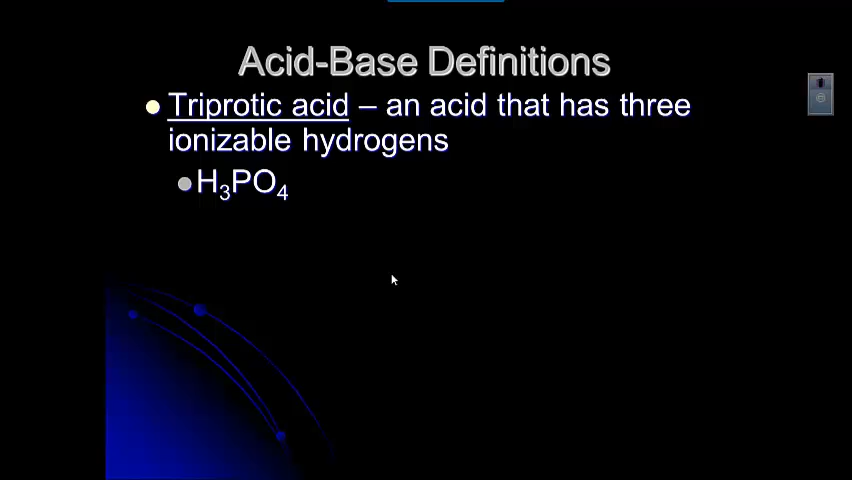 Acid-Base Definitions
Triprotic acid – an acid that has three
ionizable hydrogens
H₃PO₄